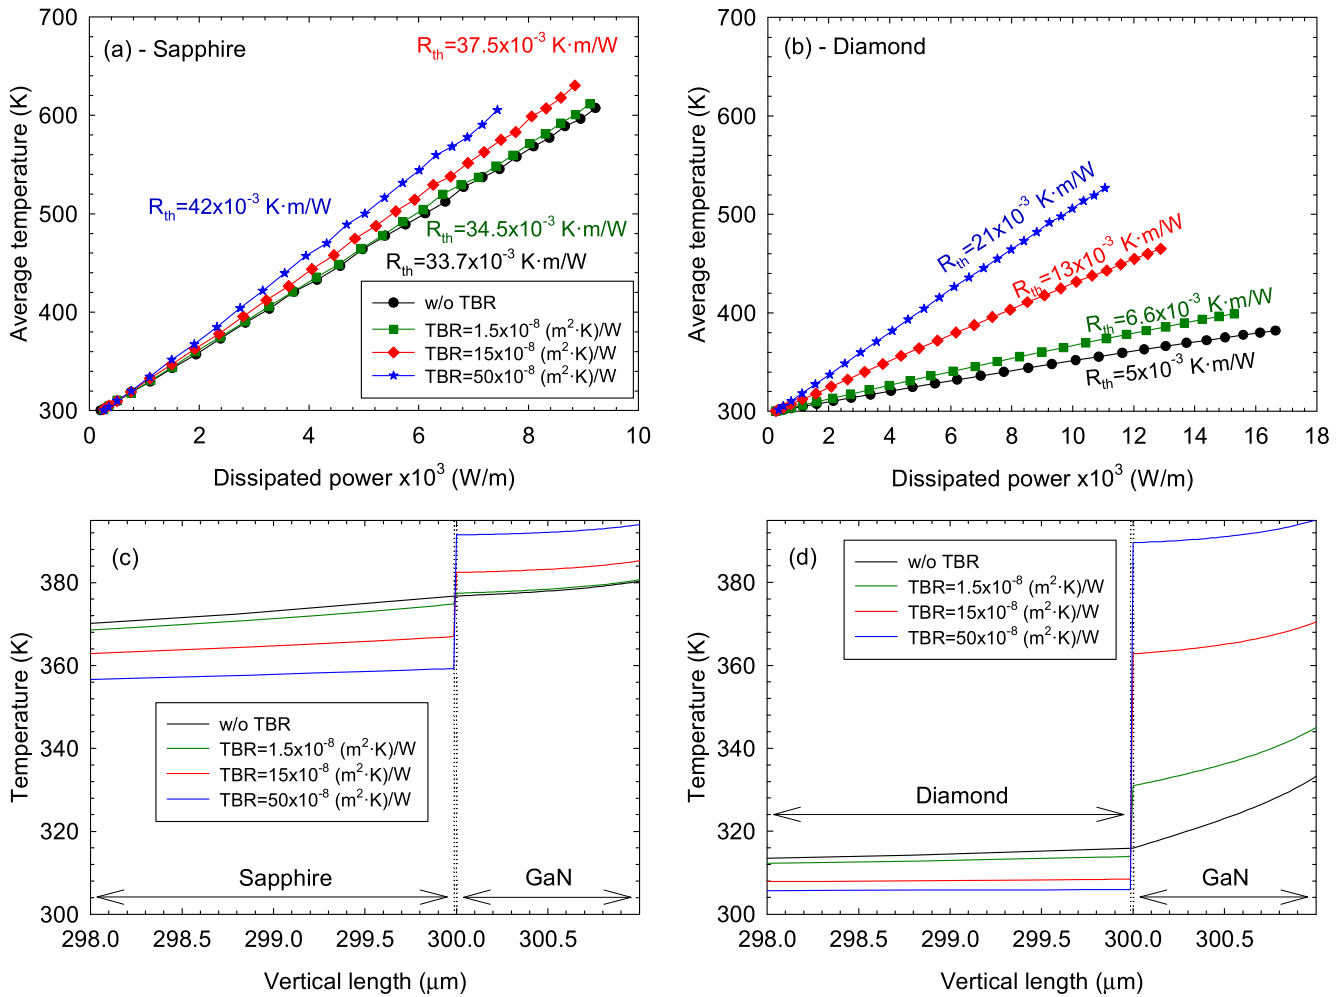 (a) - Sapphire
R_th=37.5x10^-3 K·m/W
R_th=42x10^-3 K·m/W
R_th=34.5x10^-3 K·m/W
R_th=33.7x10^-3 K·m/W
w/o TBR
TBR=1.5x10^-8 (m^2·K)/W
TBR=15x10^-8 (m^2·K)/W
TBR=50x10^-8 (m^2·K)/W
Average temperature (K)
700
600
500
400
300
0 2 4 6 8 10
Dissipated power x10^3 (W/m)
(b) - Diamond
R_th=21x10^-3 K·m/W
R_th=13x10^-3 K·m/W
R_th=6.6x10^-3 K·m/W
R_th=5x10^-3 K·m/W
Average temperature (K)
700
600
500
400
300
0 2 4 6 8 10 12 14 16 18
Dissipated power x10^3 (W/m)
(c)
w/o TBR
TBR=1.5x10^-8 (m^2·K)/W
TBR=15x10^-8 (m^2·K)/W
TBR=50x10^-8 (m^2·K)/W
Sapphire
GaN
Temperature (K)
380
360
340
320
300
298.0 298.5 299.0 299.5 300.0 300.5
Vertical length (μm)
(d)
w/o TBR
TBR=1.5x10^-8 (m^2·K)/W
TBR=15x10^-8 (m^2·K)/W
TBR=50x10^-8 (m^2·K)/W
Diamond
GaN
Temperature (K)
380
360
340
320
300
298.0 298.5 299.0 299.5 300.0 300.5
Vertical length (μm)